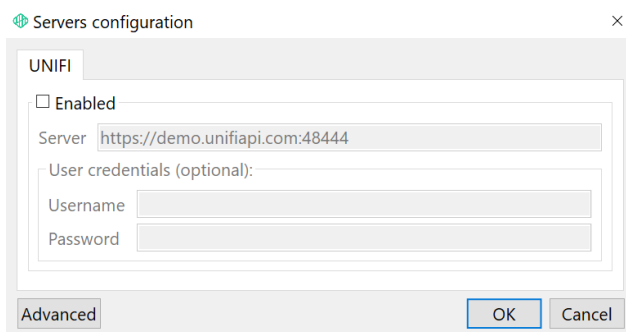 Servers configuration
UNIFI
Enabled
Server https://demo.unifiapi.com:48444
User credentials (optional):
Username
Password
Advanced OK Cancel